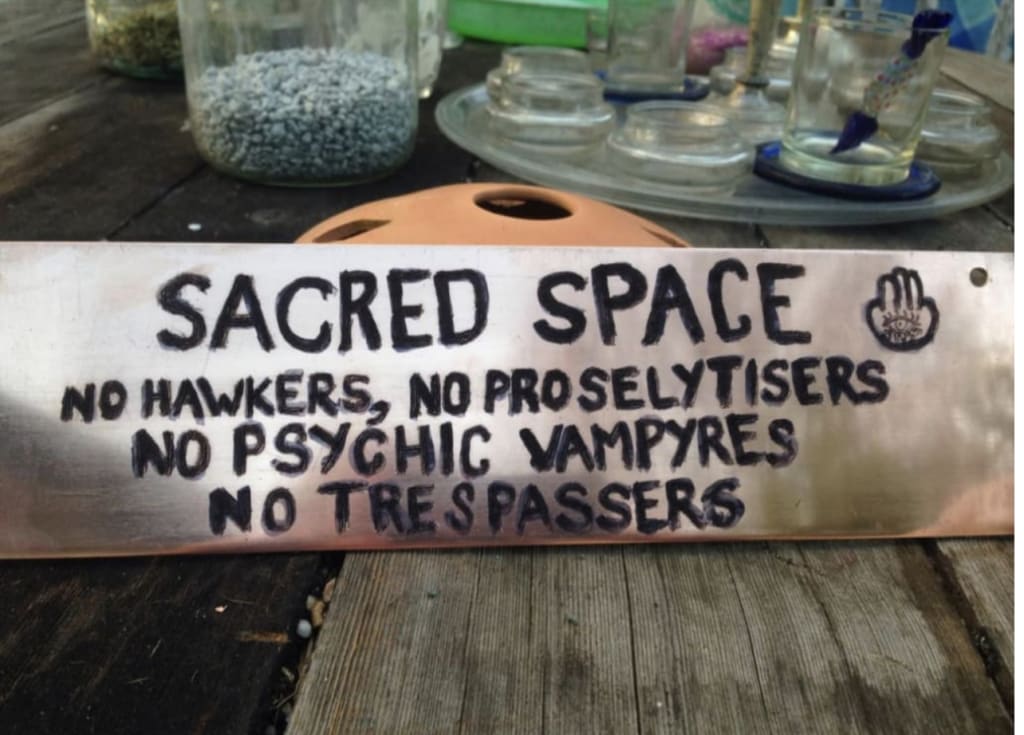 SACRED SPACE
NO HAWKERS, NO PROSELYTISERS
NO PSYCHIC VAMPYRES
NO TRESPASSERS